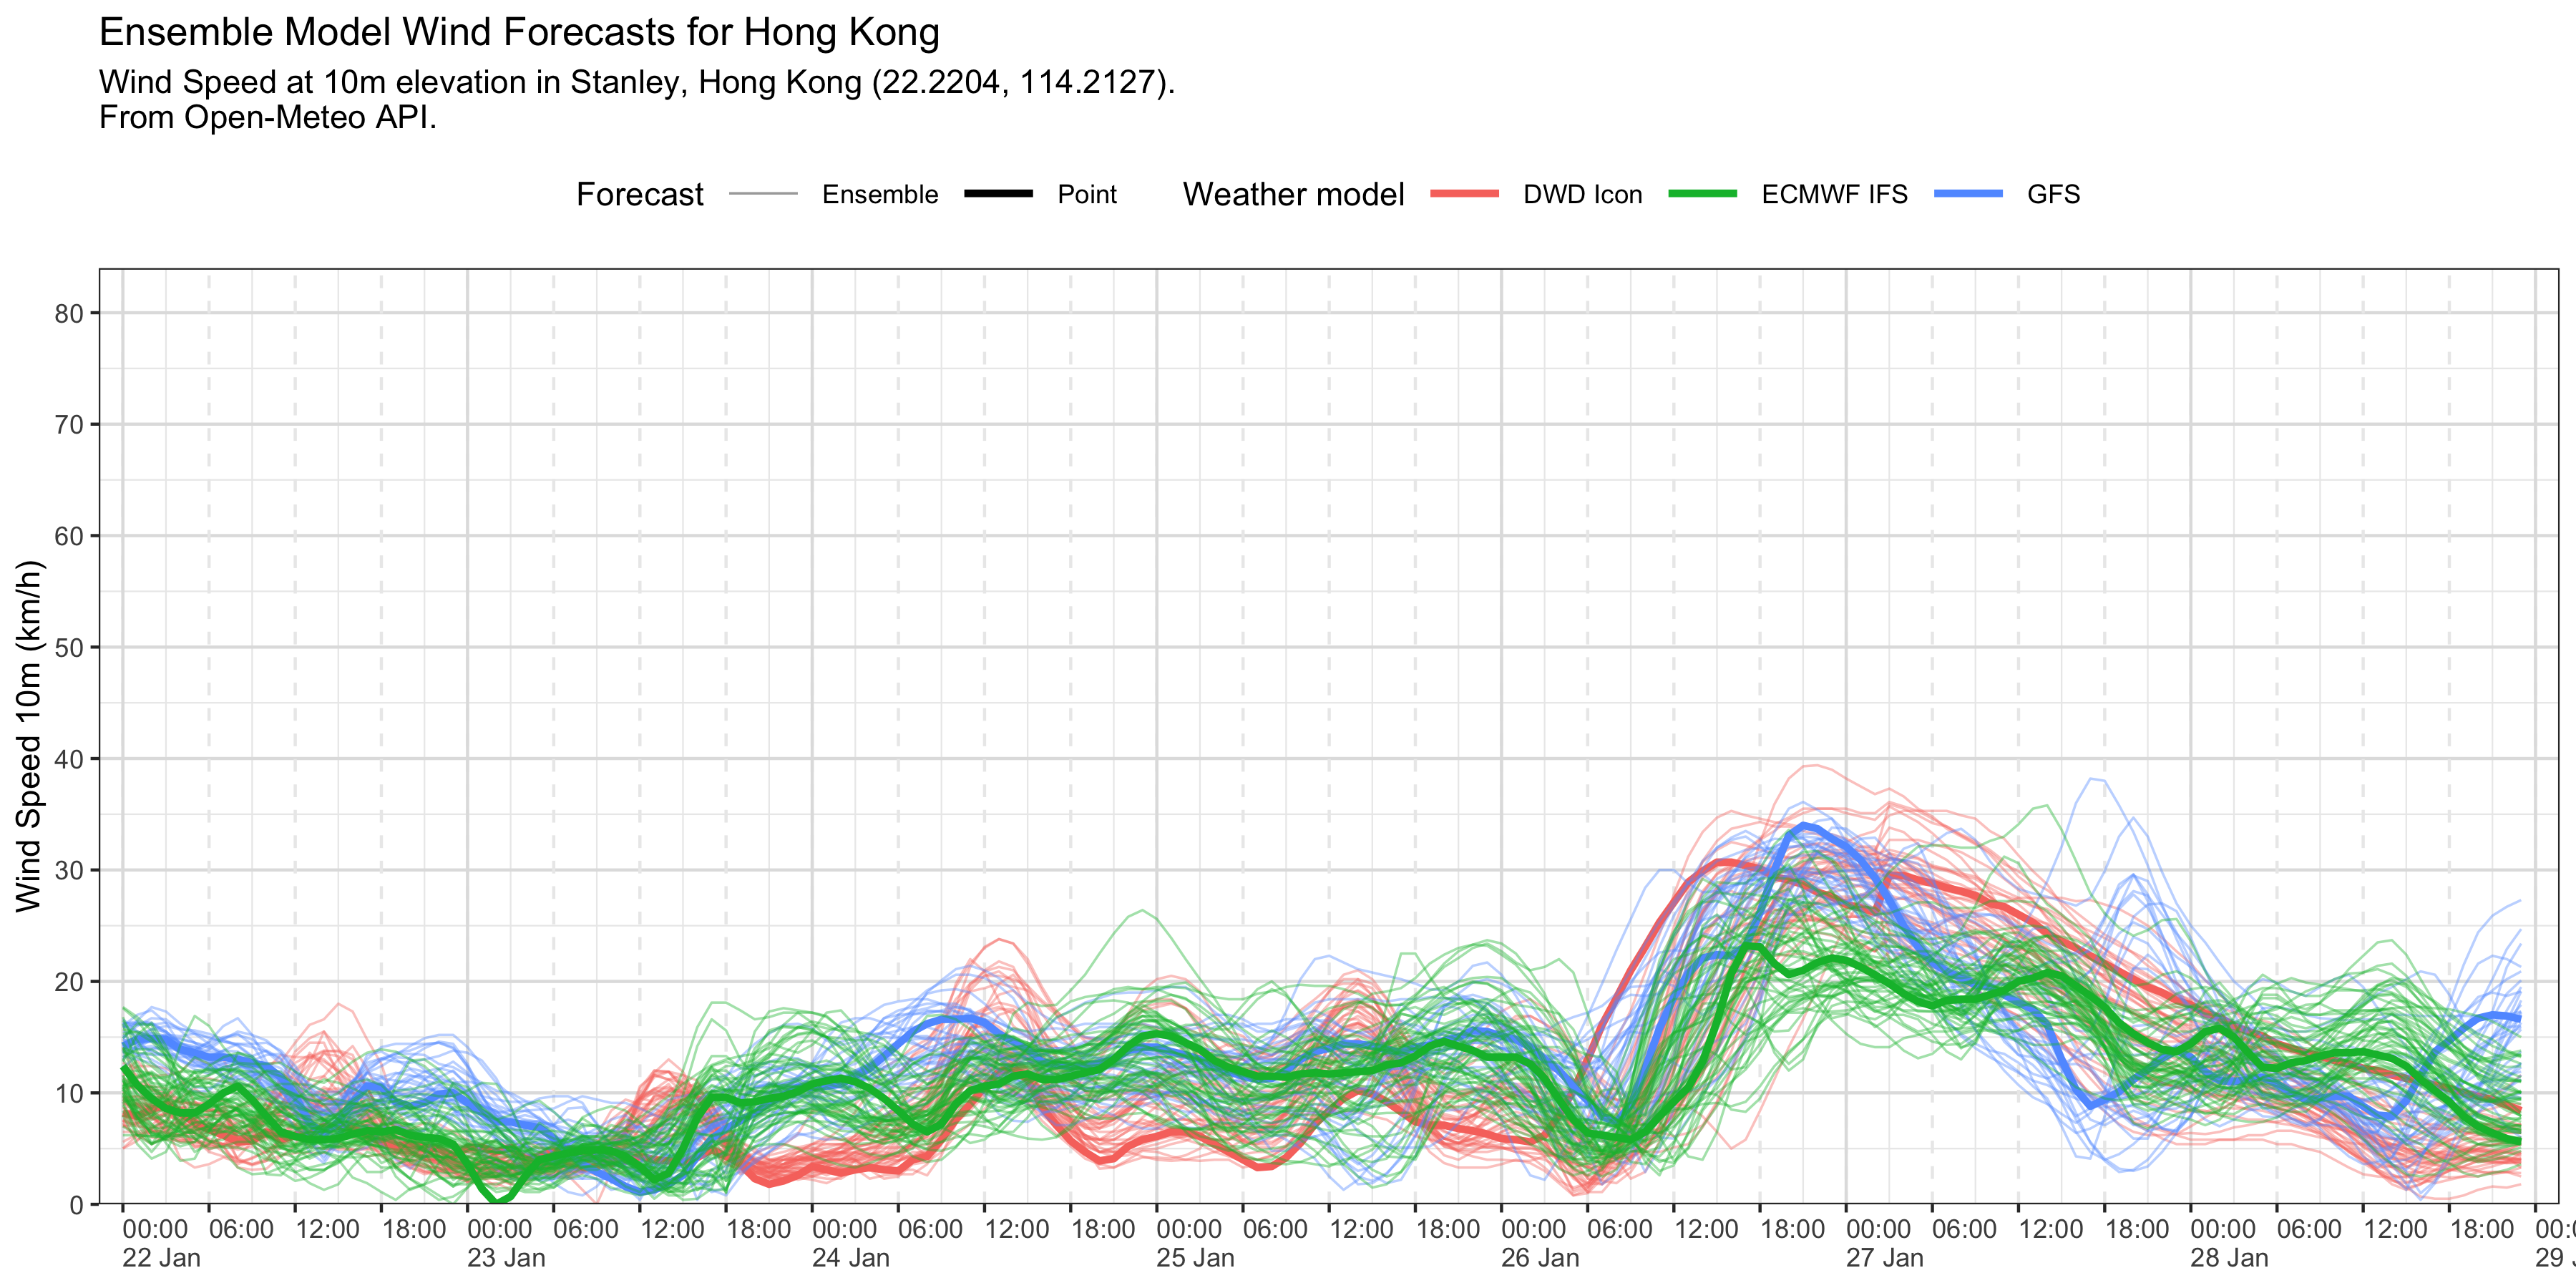 Ensemble Model Wind Forecasts for Hong Kong
Wind Speed at 10m elevation in Stanley, Hong Kong (22.2204, 114.2127).
From Open-Meteo API.
Forecast Ensemble Point Weather model DWD Icon ECMWF IFS GFS
Wind Speed 10m (km/h)
80
70
60
50
40
30
20
10
0
00:00 06:00 12:00 18:00 00:00 06:00 12:00 18:00 00:00 06:00 12:00 18:00 00:00 06:00 12:00 18:00 00:00 06:00 12:00 18:00 00:00 06:00 12:00 18:00 00:00 06:00 12:00 18:00
22 Jan 23 Jan 24 Jan 25 Jan 26 Jan 27 Jan 28 Jan 29